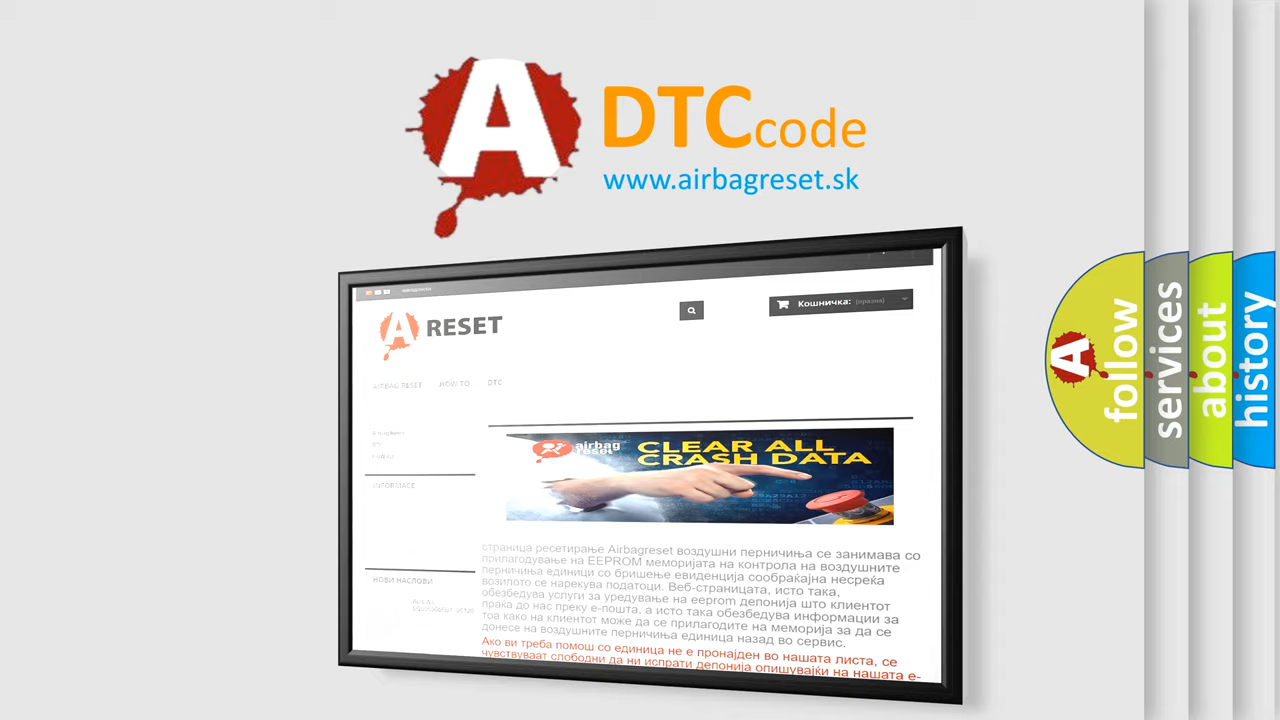 A
DTCcode
www.airbagreset.sk
A RESET
Кошничка: (празна)
AIRBAG RESET HOW TO DTC
INFORMACE
НОВИ НАСЛОВИ
airbag
reset
CLEAR ALL
CRASH DATA
страница ресетирање Airbagreset воздушни перничиња се занимава со
прилагодување на EEPROM меморијата на контрола на воздушните
перничиња единици со бришење евиденција сообраќајна несреќа
возилото се нарекува податоци. Веб-страницата, исто така,
обезбедува услуги за уредување на eeprom депонија што клиентот
праќа до нас преку е-пошта, а исто така обезбедува информации за
тоа како на клиентот може да се прилагодите на меморија за да се
донесе на воздушните перничиња единица назад во сервис.
Ако ви треба помош со единица не е пронајден во нашата листа, се
чувствуваат слободни да ни испрати депонија опишувајќи на нашата е-
A
follow
services
about
history